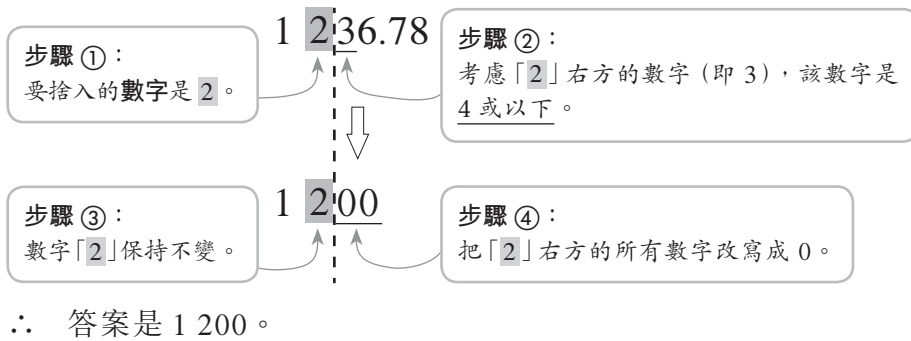 1 236.78
步驟 ①：
要捨入的數字是 2。
步驟 ②：
考慮「2」右方的數字 (即 3)，該數字是
4 或以下。
1 200
步驟 ③：
數字「2」保持不變。
步驟 ④：
把「2」右方的所有數字改寫成 0。
∴ 答案是 1 200。